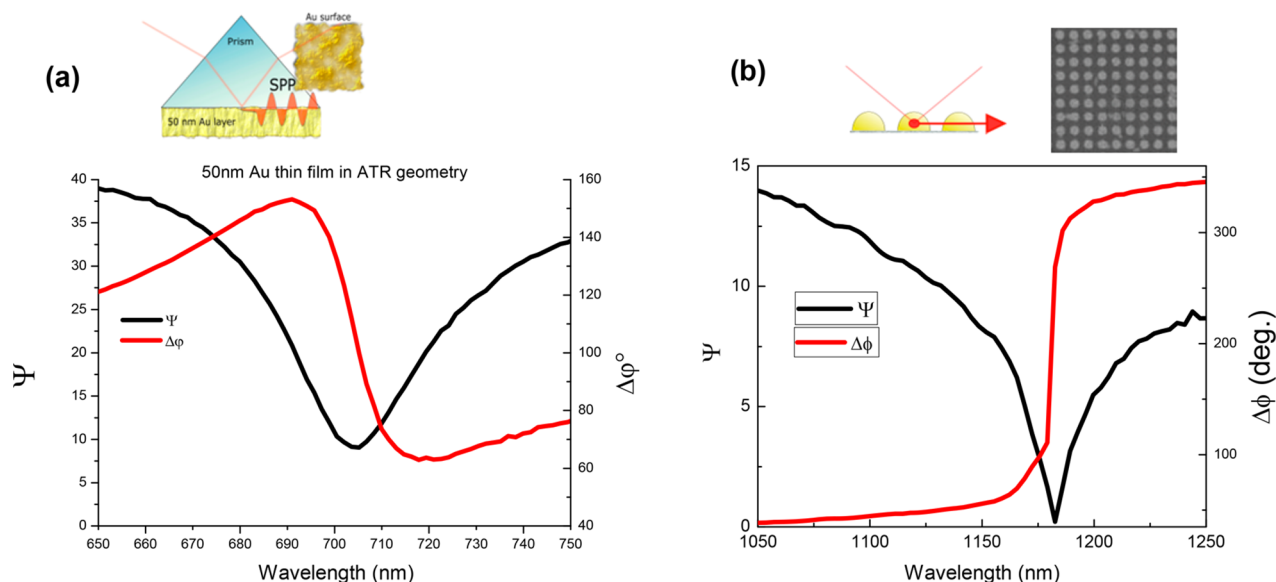 (a)
Prism
Au surface
SPP
50 nm Au layer
50nm Au thin film in ATR geometry
40
35
30
25
20
15
10
5
0
Ψ
Ψ
Δφ
160
140
120
100
80
60
40
Δφ°
650 660 670 680 690 700 710 720 730 740 750
Wavelength (nm)
(b)
15
10
5
0
Ψ
Ψ
Δϕ
300
200
100
Δϕ (deg.)
1050 1100 1150 1200 1250
Wavelength (nm)